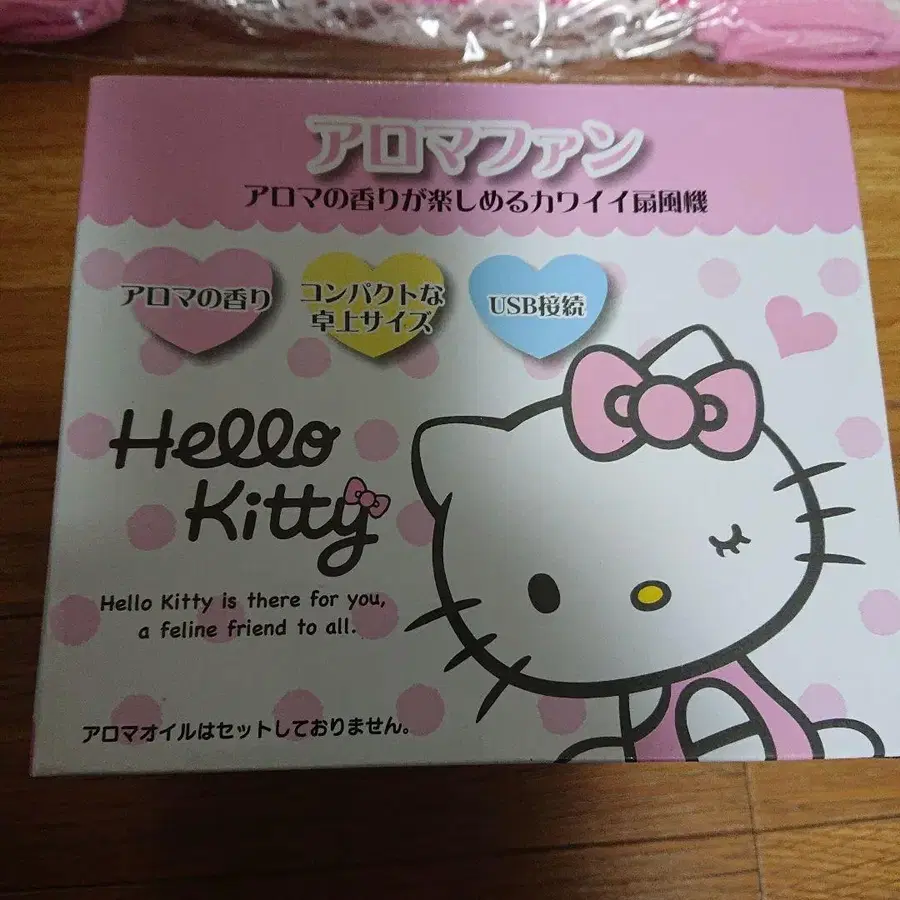 アロマファン
アロマの香りが楽しめるカワイイ扇風機
アロマの香り
コンパクトな
卓上サイズ
USB接続
Hello
Kitty
Hello Kitty is there for you,
a feline friend to all.
アロマオイルはセットしておりません。